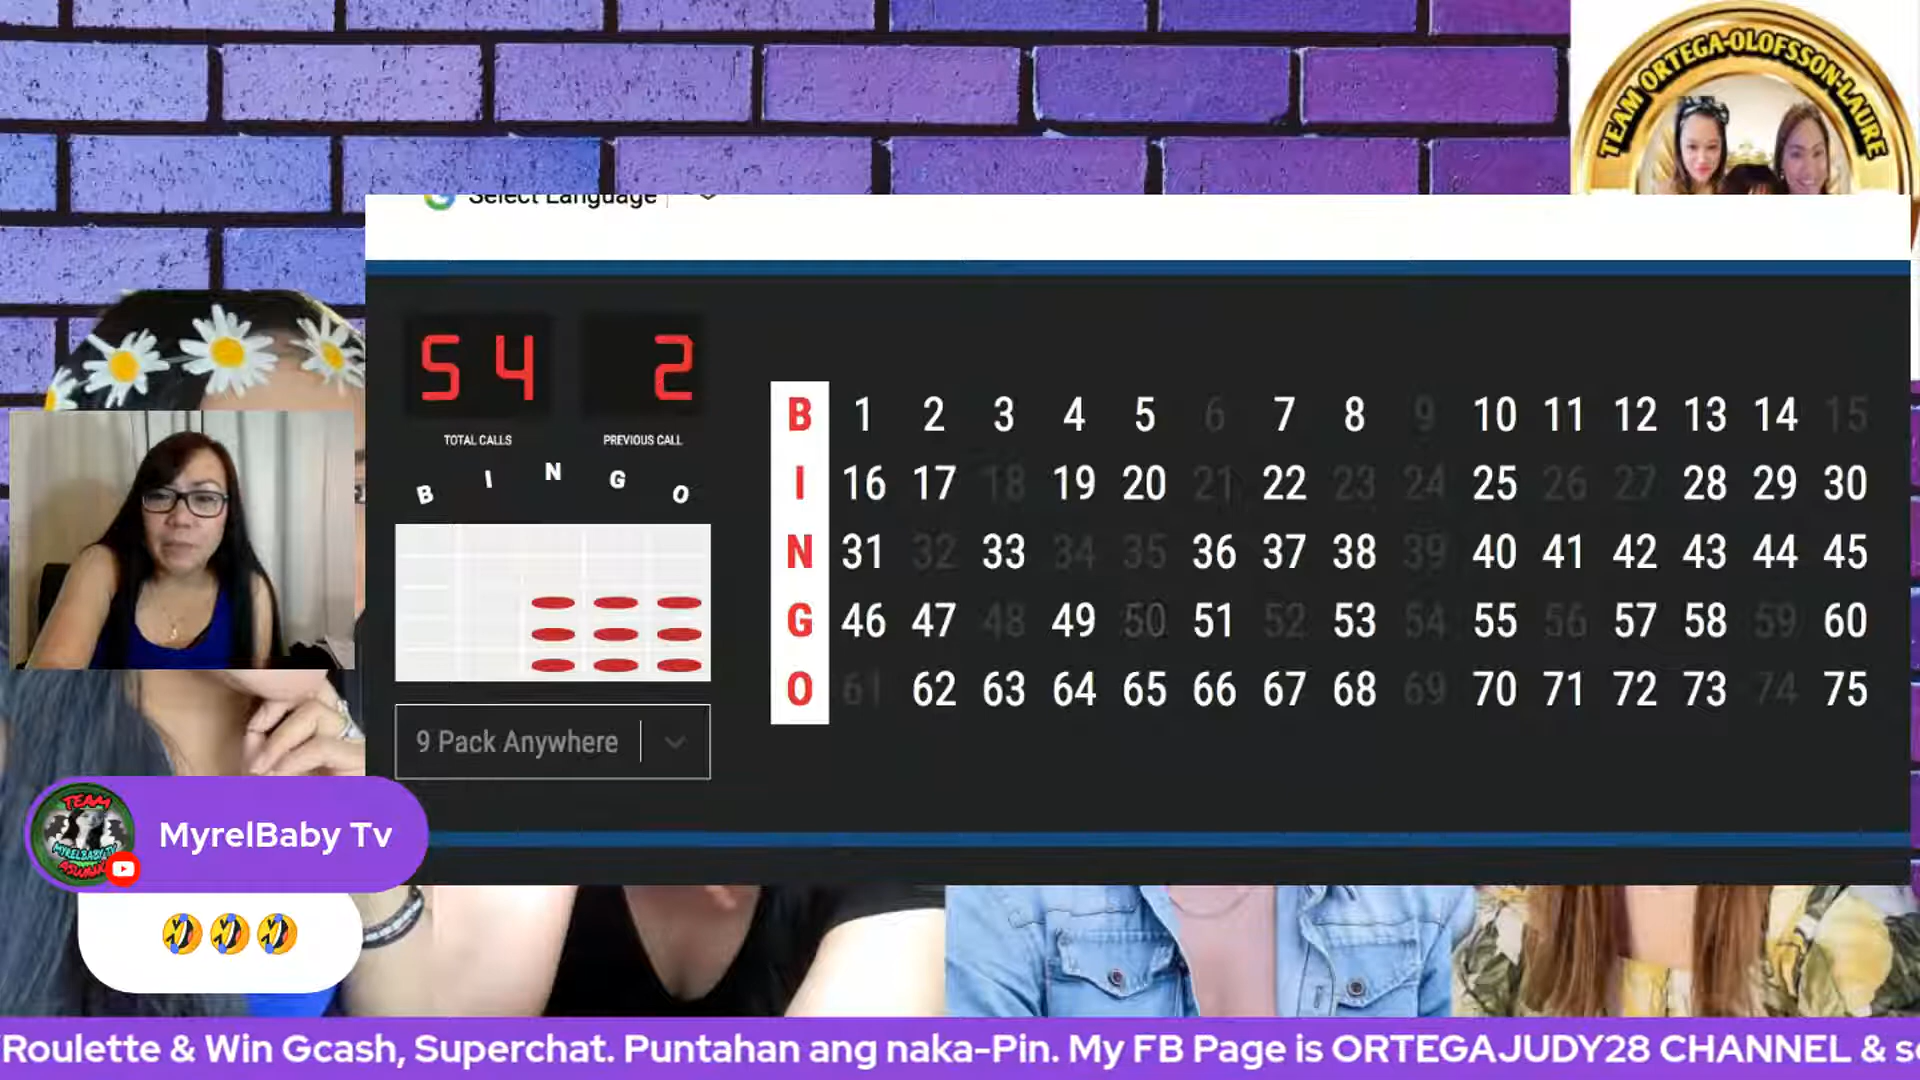 TEAM ORTEGA-OLOFSSON-LAURE
Select Language
54 2
TOTAL CALLS PREVIOUS CALL
B I N G O
9 Pack Anywhere
B 1 2 3 4 5 6 7 8 9 10 11 12 13 14 15
I 16 17 18 19 20 21 22 23 24 25 26 27 28 29 30
N 31 32 33 34 35 36 37 38 39 40 41 42 43 44 45
G 46 47 48 49 50 51 52 53 54 55 56 57 58 59 60
O 61 62 63 64 65 66 67 68 69 70 71 72 73 74 75
TEAM
MYRELBABY TV
MyrelBaby Tv
🤣🤣🤣
Roulette & Win Gcash, Superchat. Puntahan ang naka-Pin. My FB Page is ORTEGAJUDY28 CHANNEL &